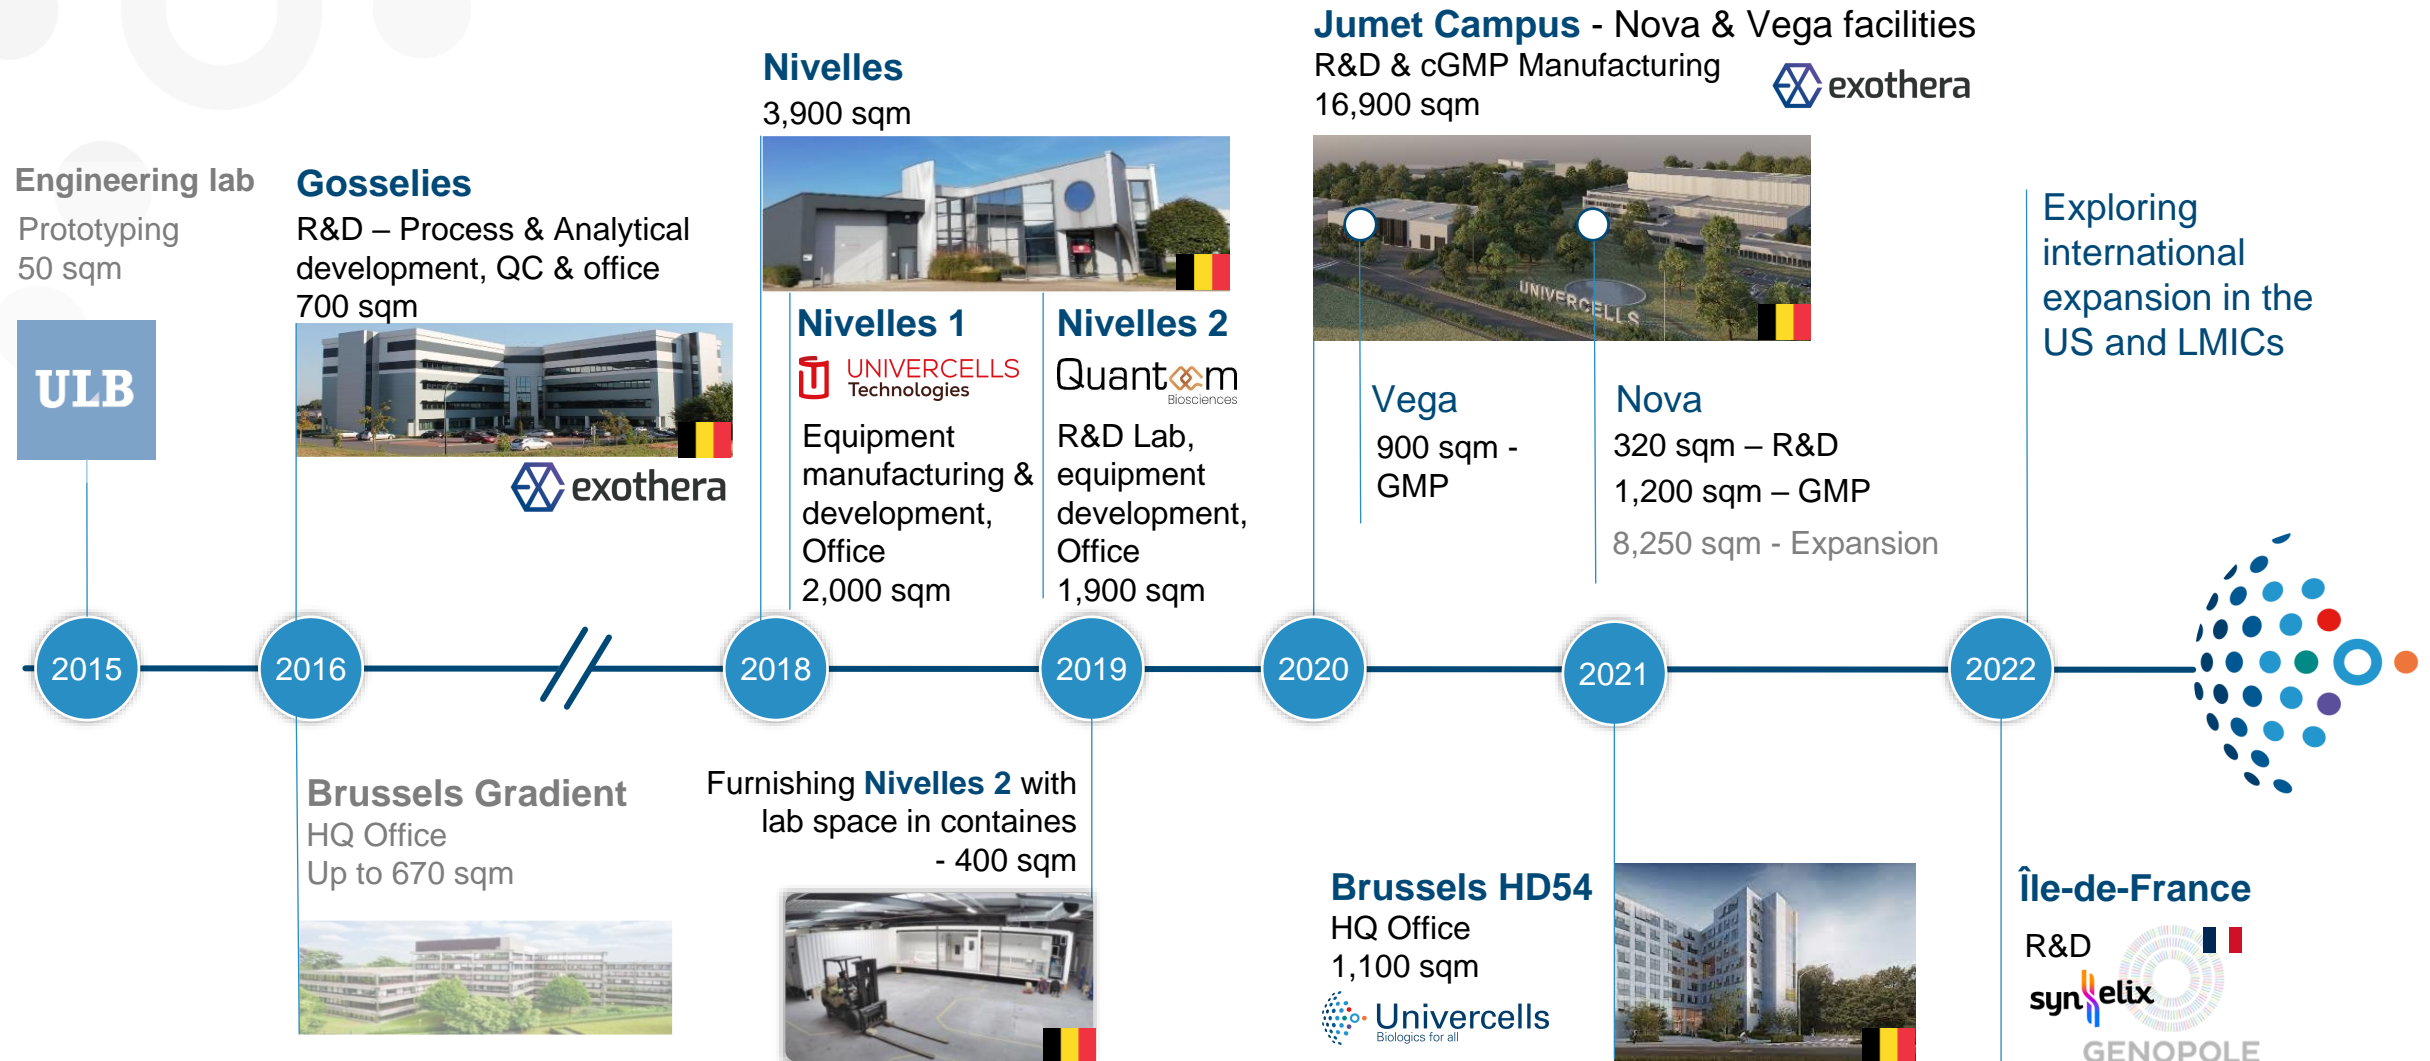 Jumet Campus - Nova & Vega facilities
R&D & cGMP Manufacturing
16,900 sqm
exothera
Nivelles
3,900 sqm
Engineering lab
Prototyping
50 sqm
ULB
Gosselies
R&D – Process & Analytical
development, QC & office
700 sqm
exothera
Nivelles 1
UNIVERCELLS
Technologies
Equipment
manufacturing &
development,
Office
2,000 sqm
Nivelles 2
Quantoom
Biosciences
R&D Lab,
equipment
development,
Office
1,900 sqm
UNIVERCELLS
Vega
900 sqm -
GMP
Nova
320 sqm – R&D
1,200 sqm – GMP
8,250 sqm - Expansion
Exploring
international
expansion in the
US and LMICs
2015
2016
2018
2019
2020
2021
2022
Brussels Gradient
HQ Office
Up to 670 sqm
Furnishing Nivelles 2 with
lab space in containes
- 400 sqm
Brussels HD54
HQ Office
1,100 sqm
Univercells
Biologics for all
Île-de-France
R&D
synhelix
GENOPOLE